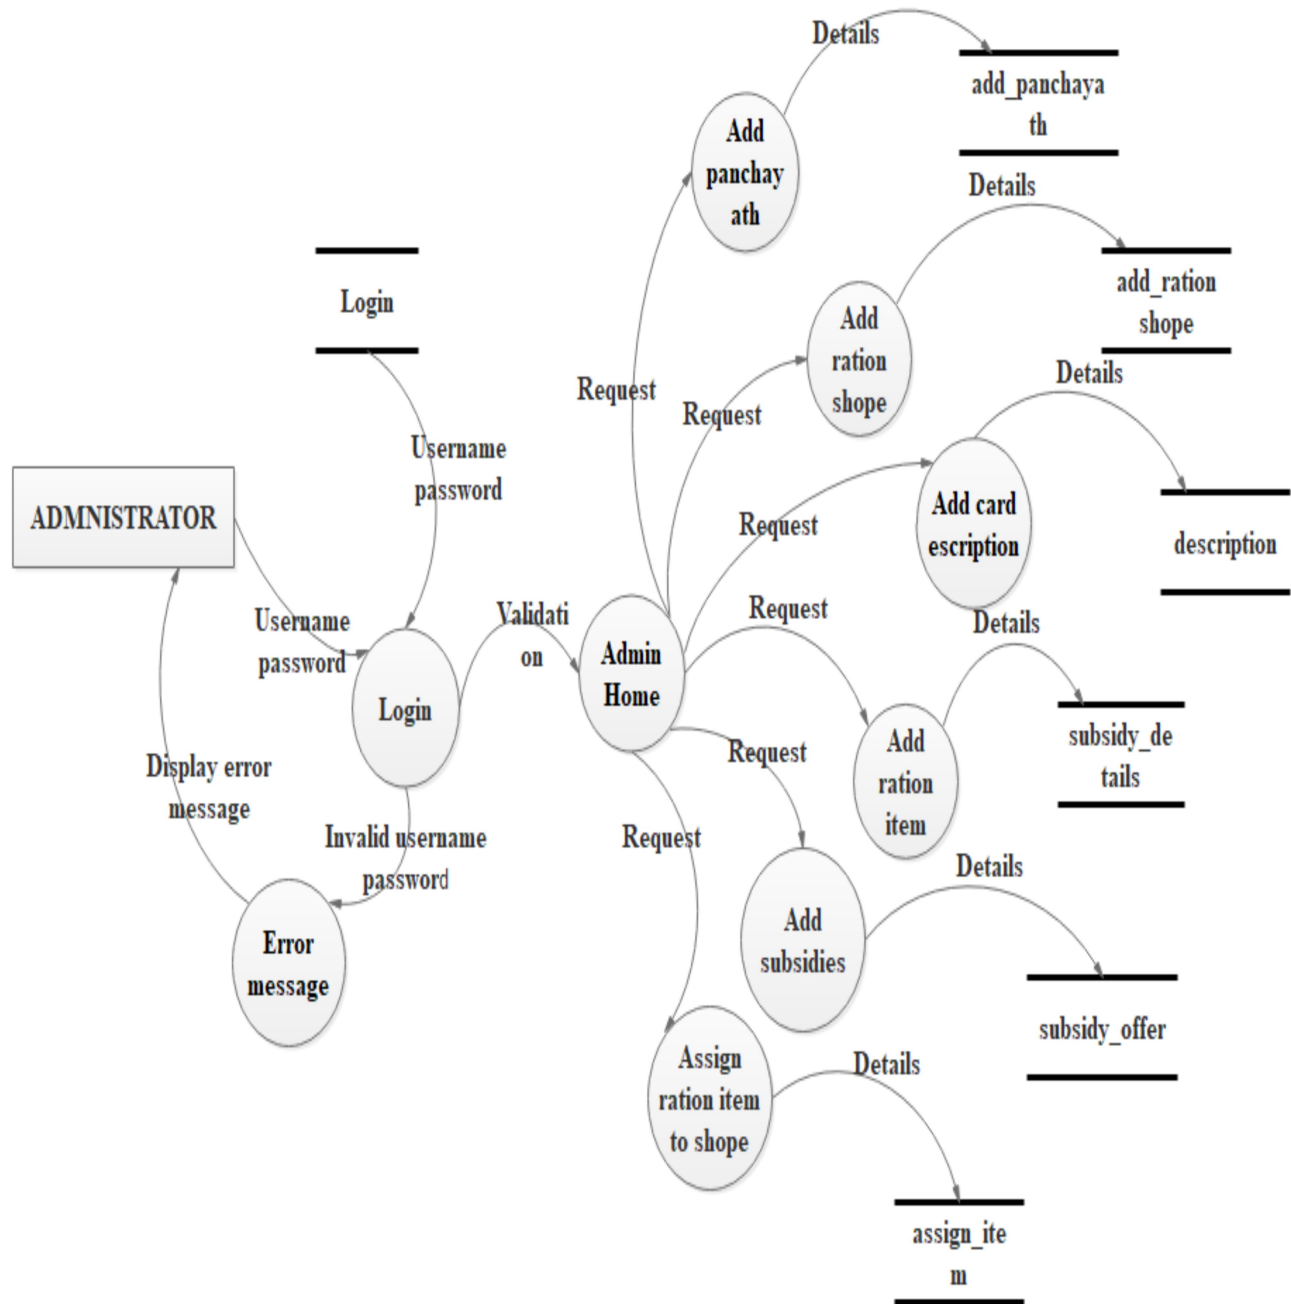 Details
add_panchaya
th
Add
panchay
ath
Details
add_ration
shope
Login
Add
ration
shope
Request
Request
Details
Username
password
ADMNISTRATOR
Request
Add card
escription
description
Username
password
Validati
on
Request
Details
Admin
Home
Login
Request
Add
ration
item
subsidy_de
tails
Display error
message
Invalid username
password
Request
Details
Add
subsidies
Error
message
subsidy_offer
Assign
ration item
to shope
Details
assign_ite
m